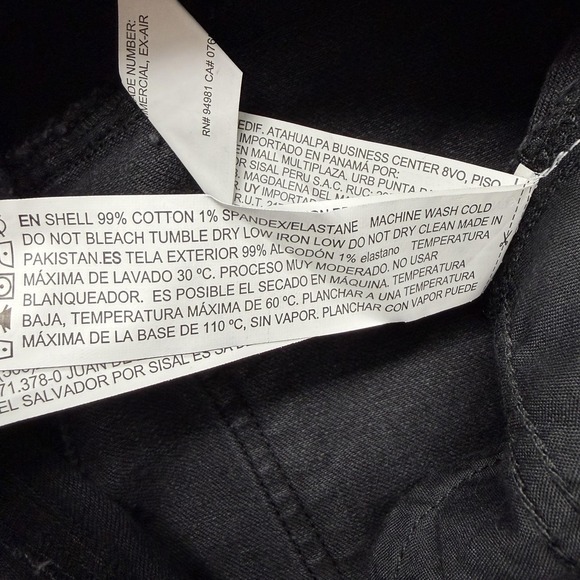 DE NUMBER:
MERCIAL, EX-AIR
RN# 94981 CA# 076
EDIF. ATAHUALPA BUSINESS CENTER 8VO, PISO
IMPORTADO EN PANAMÁ POR:
EN MALL MULTIPLAZA. URB PUNTA
OR SISAL PERU S.A.C. RUC:
MAGDALENA DEL
UY IMPORTADOR
R.U.T.
EN SHELL 99% COTTON 1% SPANDEX/ELASTANE MACHINE WASH COLD
DO NOT BLEACH TUMBLE DRY LOW IRON LOW DO NOT DRY CLEAN MADE IN
PAKISTAN.ES TELA EXTERIOR 99% ALGODÓN 1% elastano TEMPERATURA
MÁXIMA DE LAVADO 30 ºC. PROCESO MUY MODERADO. NO USAR
BLANQUEADOR. ES POSIBLE EL SECADO EN MÁQUINA. TEMPERATURA
BAJA, TEMPERATURA MÁXIMA DE 60 ºC. PLANCHAR A UNA TEMPERATURA
MÁXIMA DE LA BASE DE 110 ºC, SIN VAPOR. PLANCHAR CON VAPOR PUEDE
71.378-0 JUAN
EL SALVADOR POR SISAL ES SA